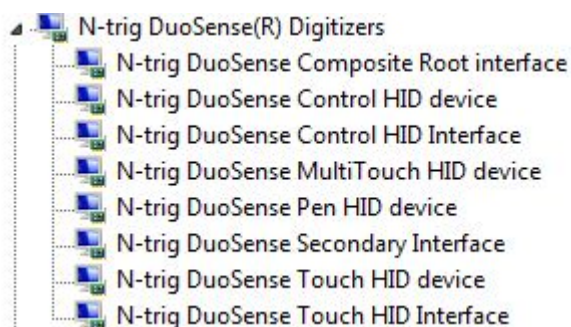 N-trig DuoSense(R) Digitizers
N-trig DuoSense Composite Root interface
N-trig DuoSense Control HID device
N-trig DuoSense Control HID Interface
N-trig DuoSense MultiTouch HID device
N-trig DuoSense Pen HID device
N-trig DuoSense Secondary Interface
N-trig DuoSense Touch HID device
N-trig DuoSense Touch HID Interface